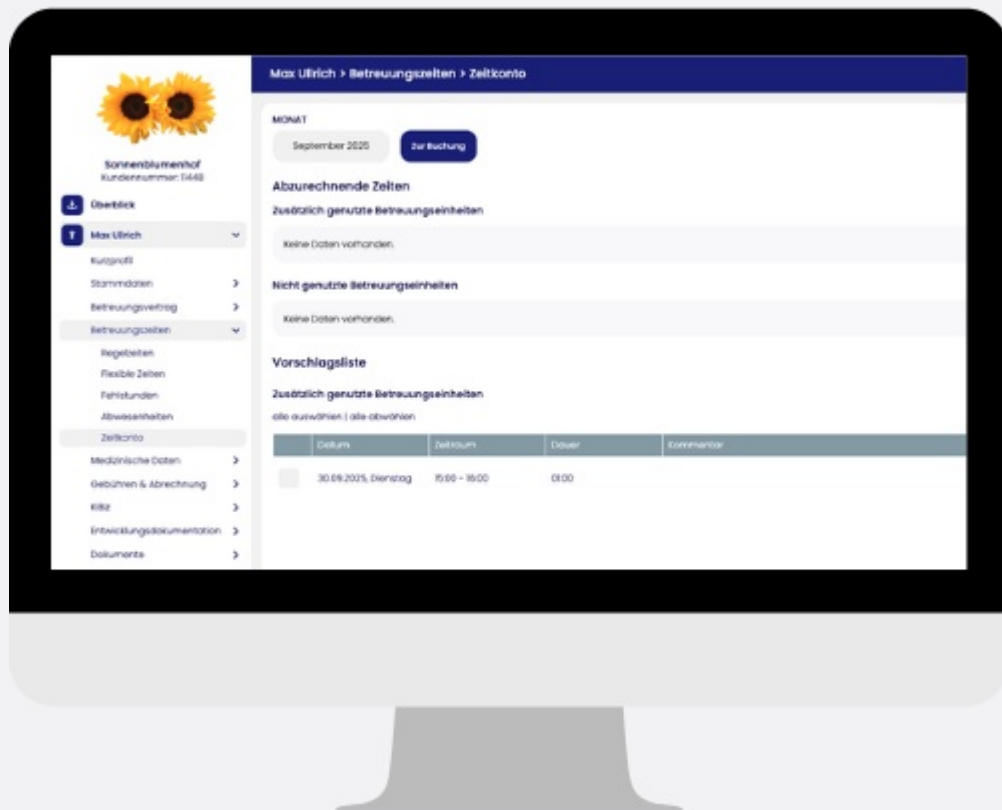 Sonnenblumenhof
Kundennummer: 11448
Überblick
Max Ullrich
Kurzprofil
Stammdaten
Betreuungsvertrag
Betreuungszeiten
Regelzeiten
Flexible Zeiten
Fehlstunden
Abwesenheiten
Zeitkonto
Medizinische Daten
Gebühren & Abrechnung
KiBiz
Entwicklungsdokumentation
Dokumente
Max Ullrich > Betreuungszeiten > Zeitkonto
MONAT
September 2025
Zur Buchung
Abzurechnende Zeiten
Zusätzlich genutzte Betreuungseinheiten
Keine Daten vorhanden.
Nicht genutzte Betreuungseinheiten
Keine Daten vorhanden.
Vorschlagsliste
Zusätzlich genutzte Betreuungseinheiten
alle auswählen | alle abwählen
Datum Zeitraum Dauer Kommentar
30.09.2025, Dienstag 15:00 - 16:00 01:00